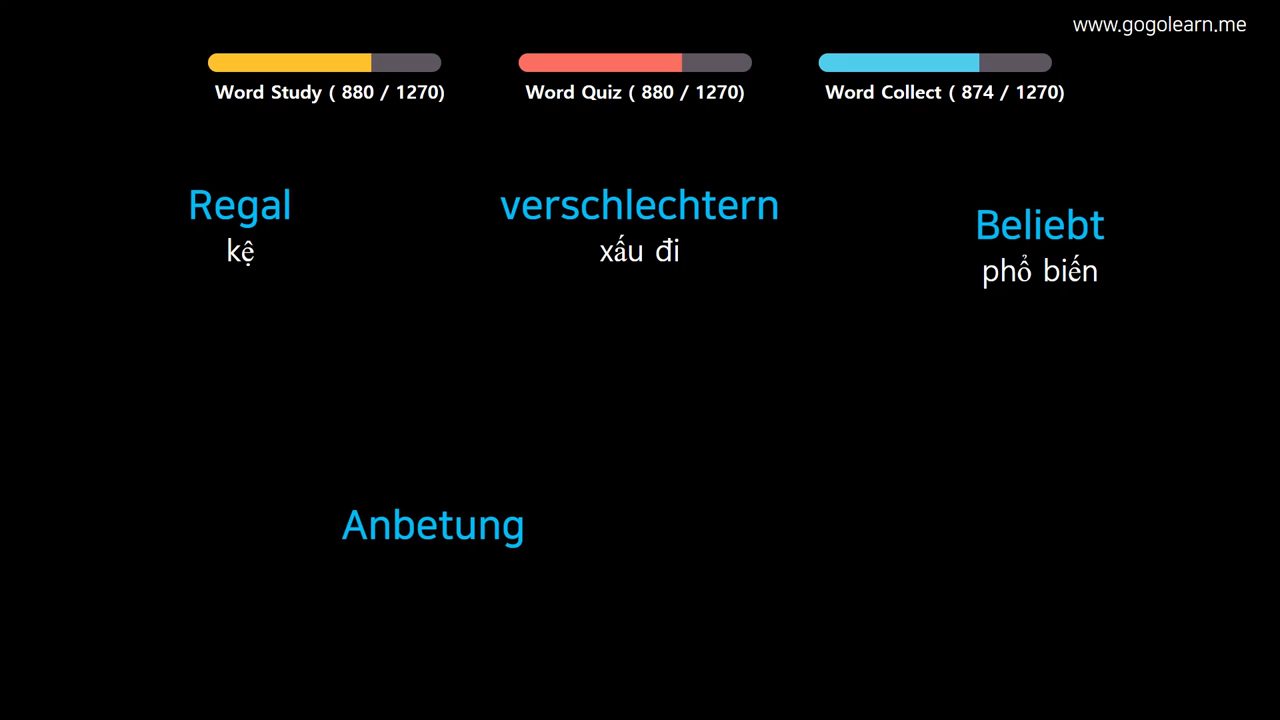 www.gogolearn.me
Word Study ( 880 / 1270)
Word Quiz ( 880 / 1270)
Word Collect ( 874 / 1270)
Regal
kệ
verschlechtern
xấu đi
Beliebt
phổ biến
Anbetung